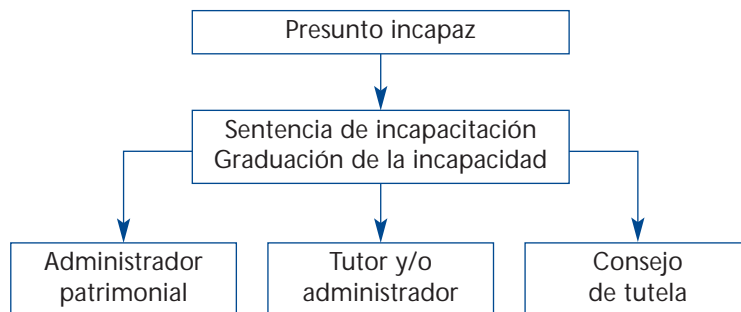 Presunto incapaz
Sentencia de incapacitación
Graduación de la incapacidad
Administrador
patrimonial
Tutor y/o
administrador
Consejo
de tutela